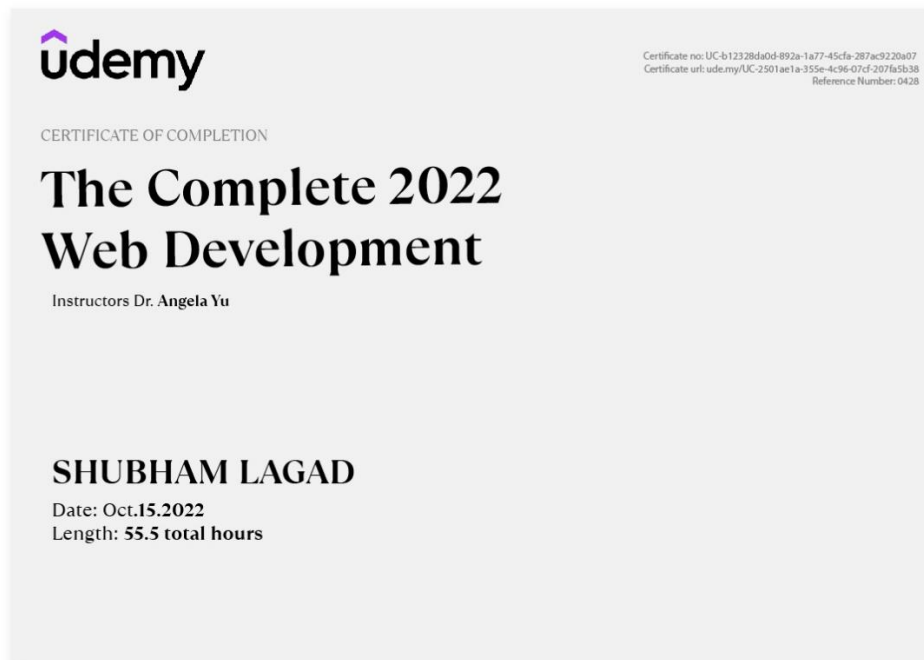 udemy
Certificate no: UC-b12328da0d-892a-1a77-45cfa-287ac9220a07
Certificate url: ude.my/UC-2501ae1a-355e-4c96-07cf-207fa5b38
Reference Number: 0428
CERTIFICATE OF COMPLETION
The Complete 2022
Web Development
Instructors Dr. Angela Yu
SHUBHAM LAGAD
Date: Oct.15.2022
Length: 55.5 total hours